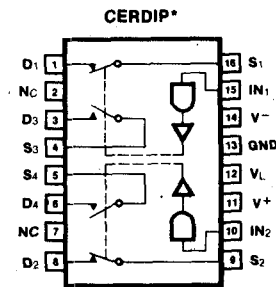 CERDIP*
D1 1 16 S1
NC 2 15 IN1
D3 3 14 V−
S3 4 13 GND
S4 5 12 VL
D4 6 11 V+
NC 7 10 IN2
D2 8 9 S2